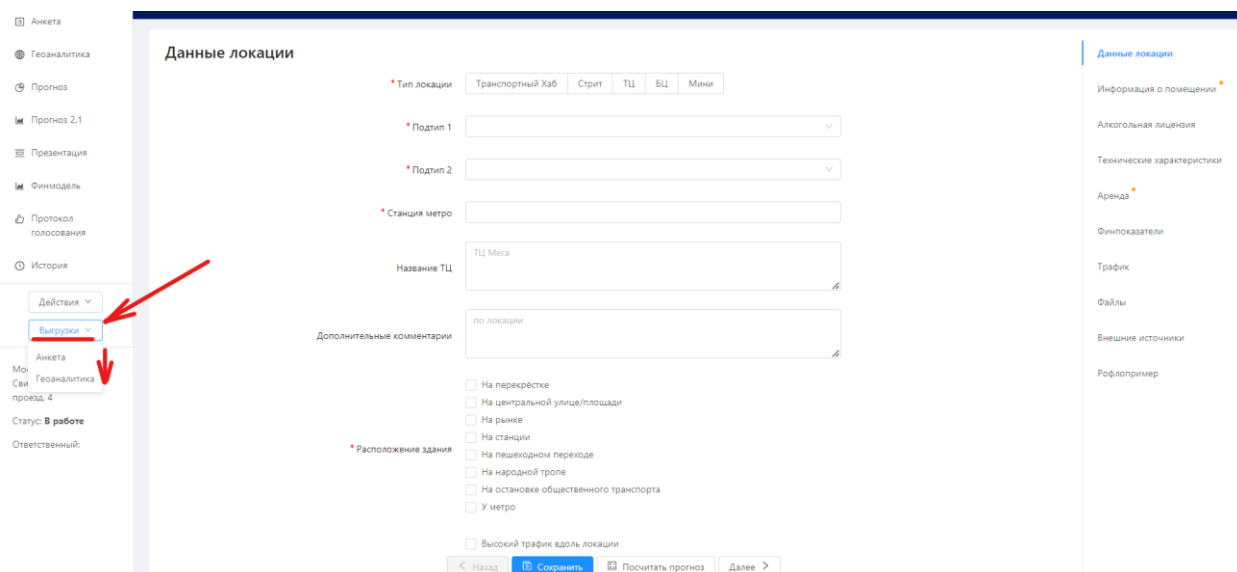 Анкета
Геоаналитика
Прогноз
Прогноз 2.1
Презентация
Финмодель
Протокол
голосования
История
Действия
Выгрузки
Анкета
Геоаналитика
проезд, 4
Статус: В работе
Ответственный:
Данные локации
* Тип локации Транспортный Хаб Стрит ТЦ БЦ Мини
* Подтип 1
* Подтип 2
* Станция метро
Название ТЦ ТЦ Мега
Дополнительные комментарии по локации
* Расположение здания
На перекрёстке
На центральной улице/площади
На рынке
На станции
На пешеходном переходе
На народной тропе
На остановке общественного транспорта
У метро
Высокий трафик вдоль локации
Назад Сохранить Посчитать прогноз Далее
Данные локации
Информация о помещении
Алкогольная лицензия
Технические характеристики
Аренда
Финпоказатели
Трафик
Файлы
Внешние источники
Рофлопример